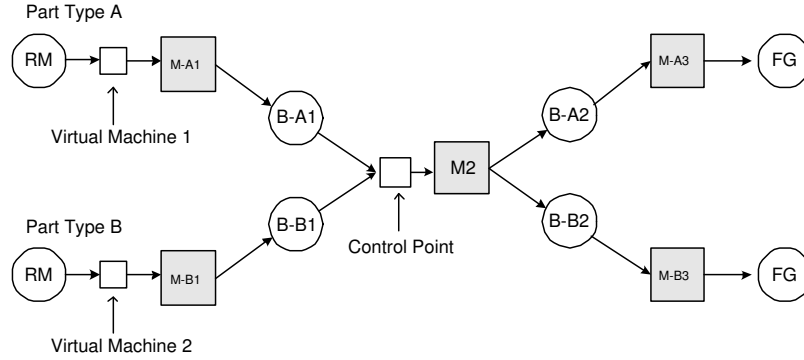 Part Type A
RM
M-A1
Virtual Machine 1
B-A1
M-A3
FG
B-A2
M2
Control Point
Part Type B
RM
M-B1
Virtual Machine 2
B-B1
B-B2
M-B3
FG